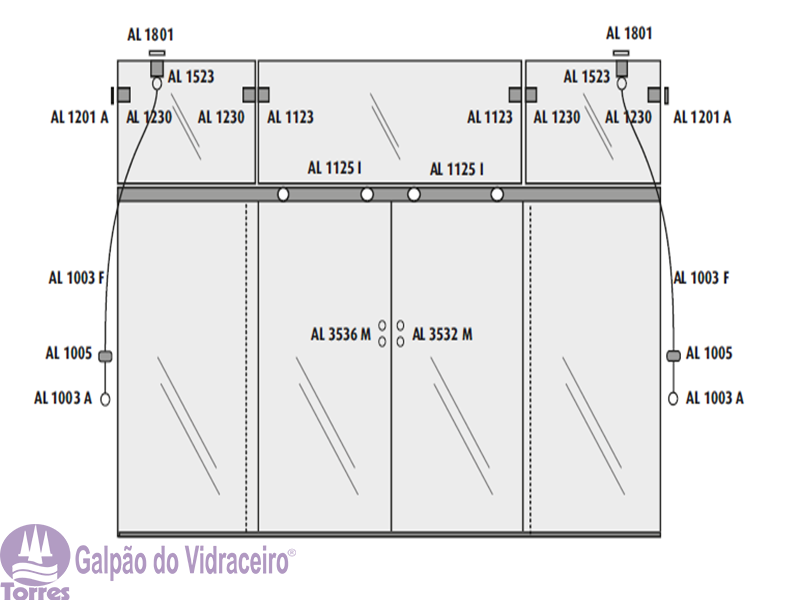 AL 1801 AL 1801
AL 1523 AL 1523
AL 1201 A AL 1230 AL 1230 AL 1123 AL 1123 AL 1230 AL 1230 AL 1201 A
AL 1125 I AL 1125 I
AL 1003 F AL 1003 F
AL 3536 M AL 3532 M
AL 1005 AL 1005
AL 1003 A AL 1003 A
Galpão do Vidraceiro®
Torres